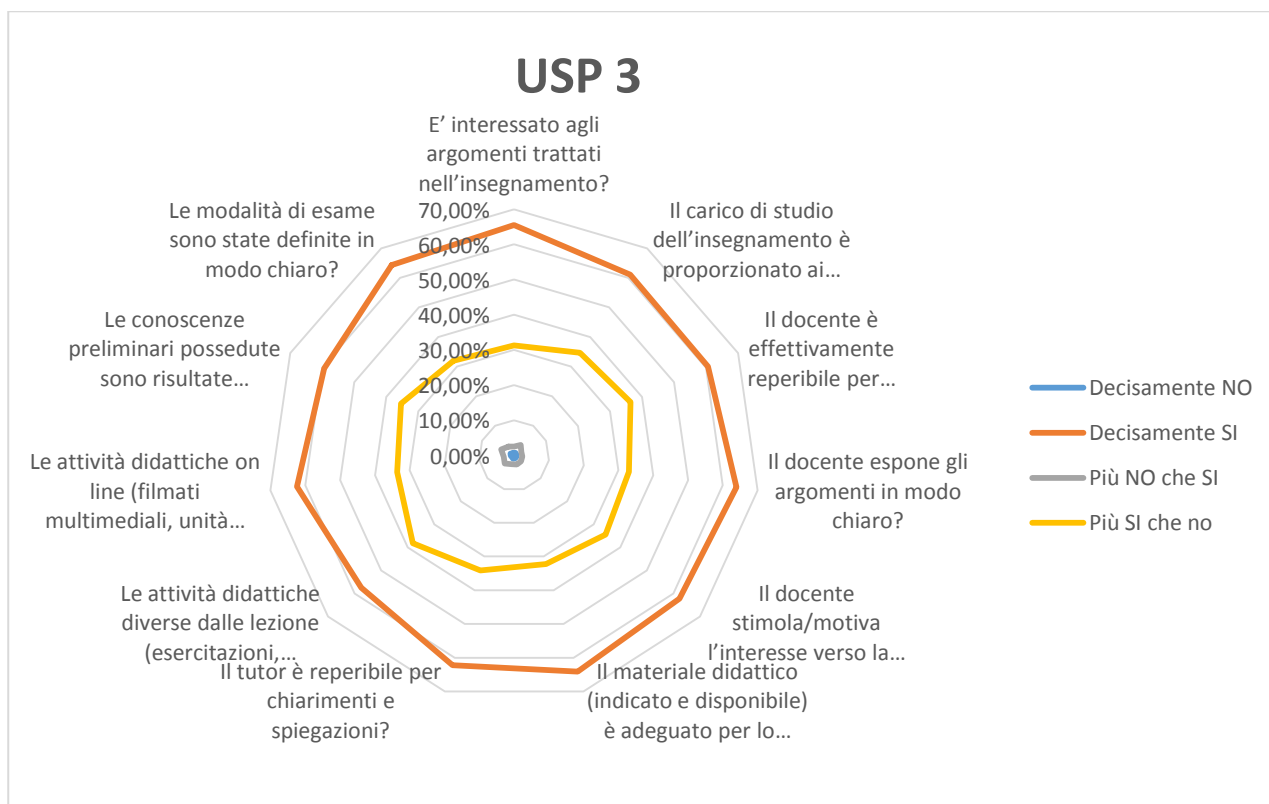 USP 3
E’ interessato agli
argomenti trattati
nell’insegnamento?
Il carico di studio
dell’insegnamento è
proporzionato ai…
Il docente è
effettivamente
reperibile per…
Il docente espone gli
argomenti in modo
chiaro?
Il docente
stimola/motiva
l’interesse verso la…
Il materiale didattico
(indicato e disponibile)
è adeguato per lo…
Il tutor è reperibile per
chiarimenti e
spiegazioni?
Le attività didattiche
diverse dalle lezione
(esercitazioni,…
Le attività didattiche on
line (filmati
multimediali, unità…
Le conoscenze
preliminari possedute
sono risultate…
Le modalità di esame
sono state definite in
modo chiaro?
70,00%
60,00%
50,00%
40,00%
30,00%
20,00%
10,00%
0,00%
Decisamente NO
Decisamente SI
Più NO che SI
Più SI che no